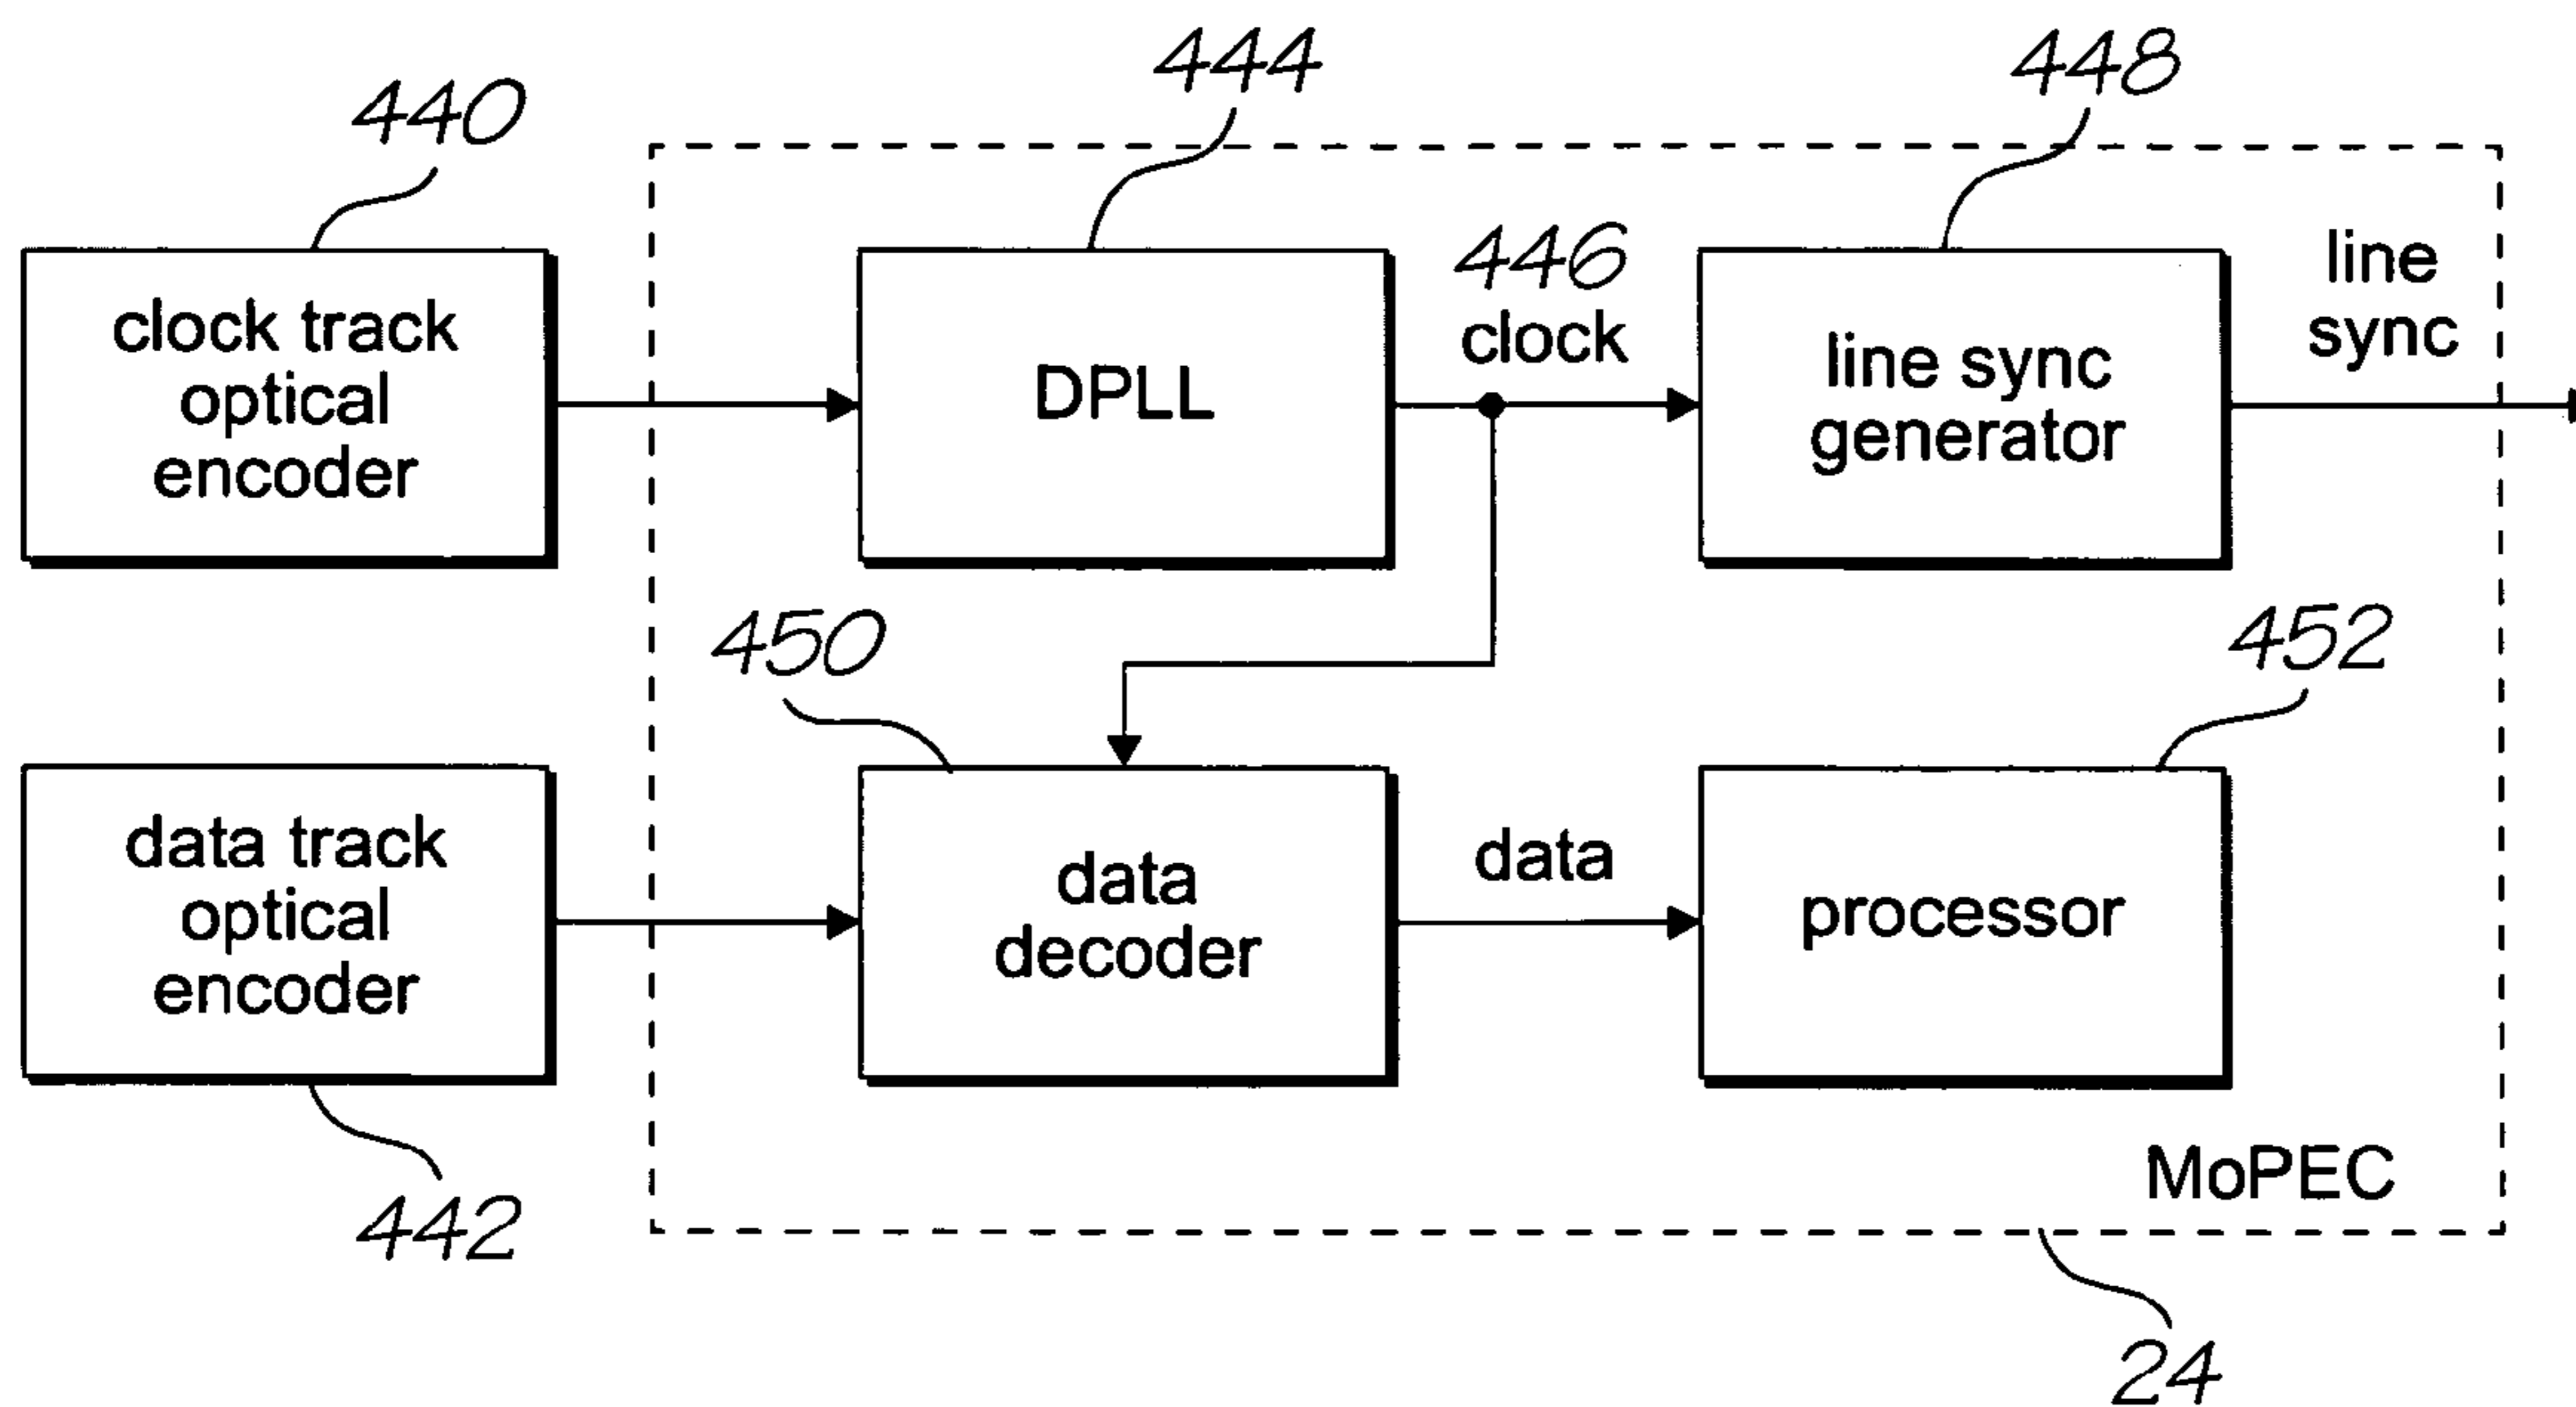 440
444
448
446
clock
line
sync
clock track
optical
encoder
DPLL
line sync
generator
450
452
data track
optical
encoder
data
decoder
data
processor
MoPEC
442
24